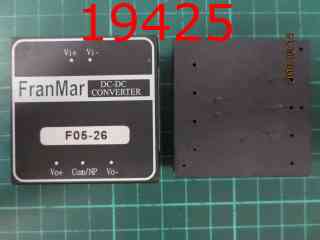 19425
Vi+ Vi-
FranMar
DC-DC
CONVERTER
F05-26
Vo+ Com/NP Vo-